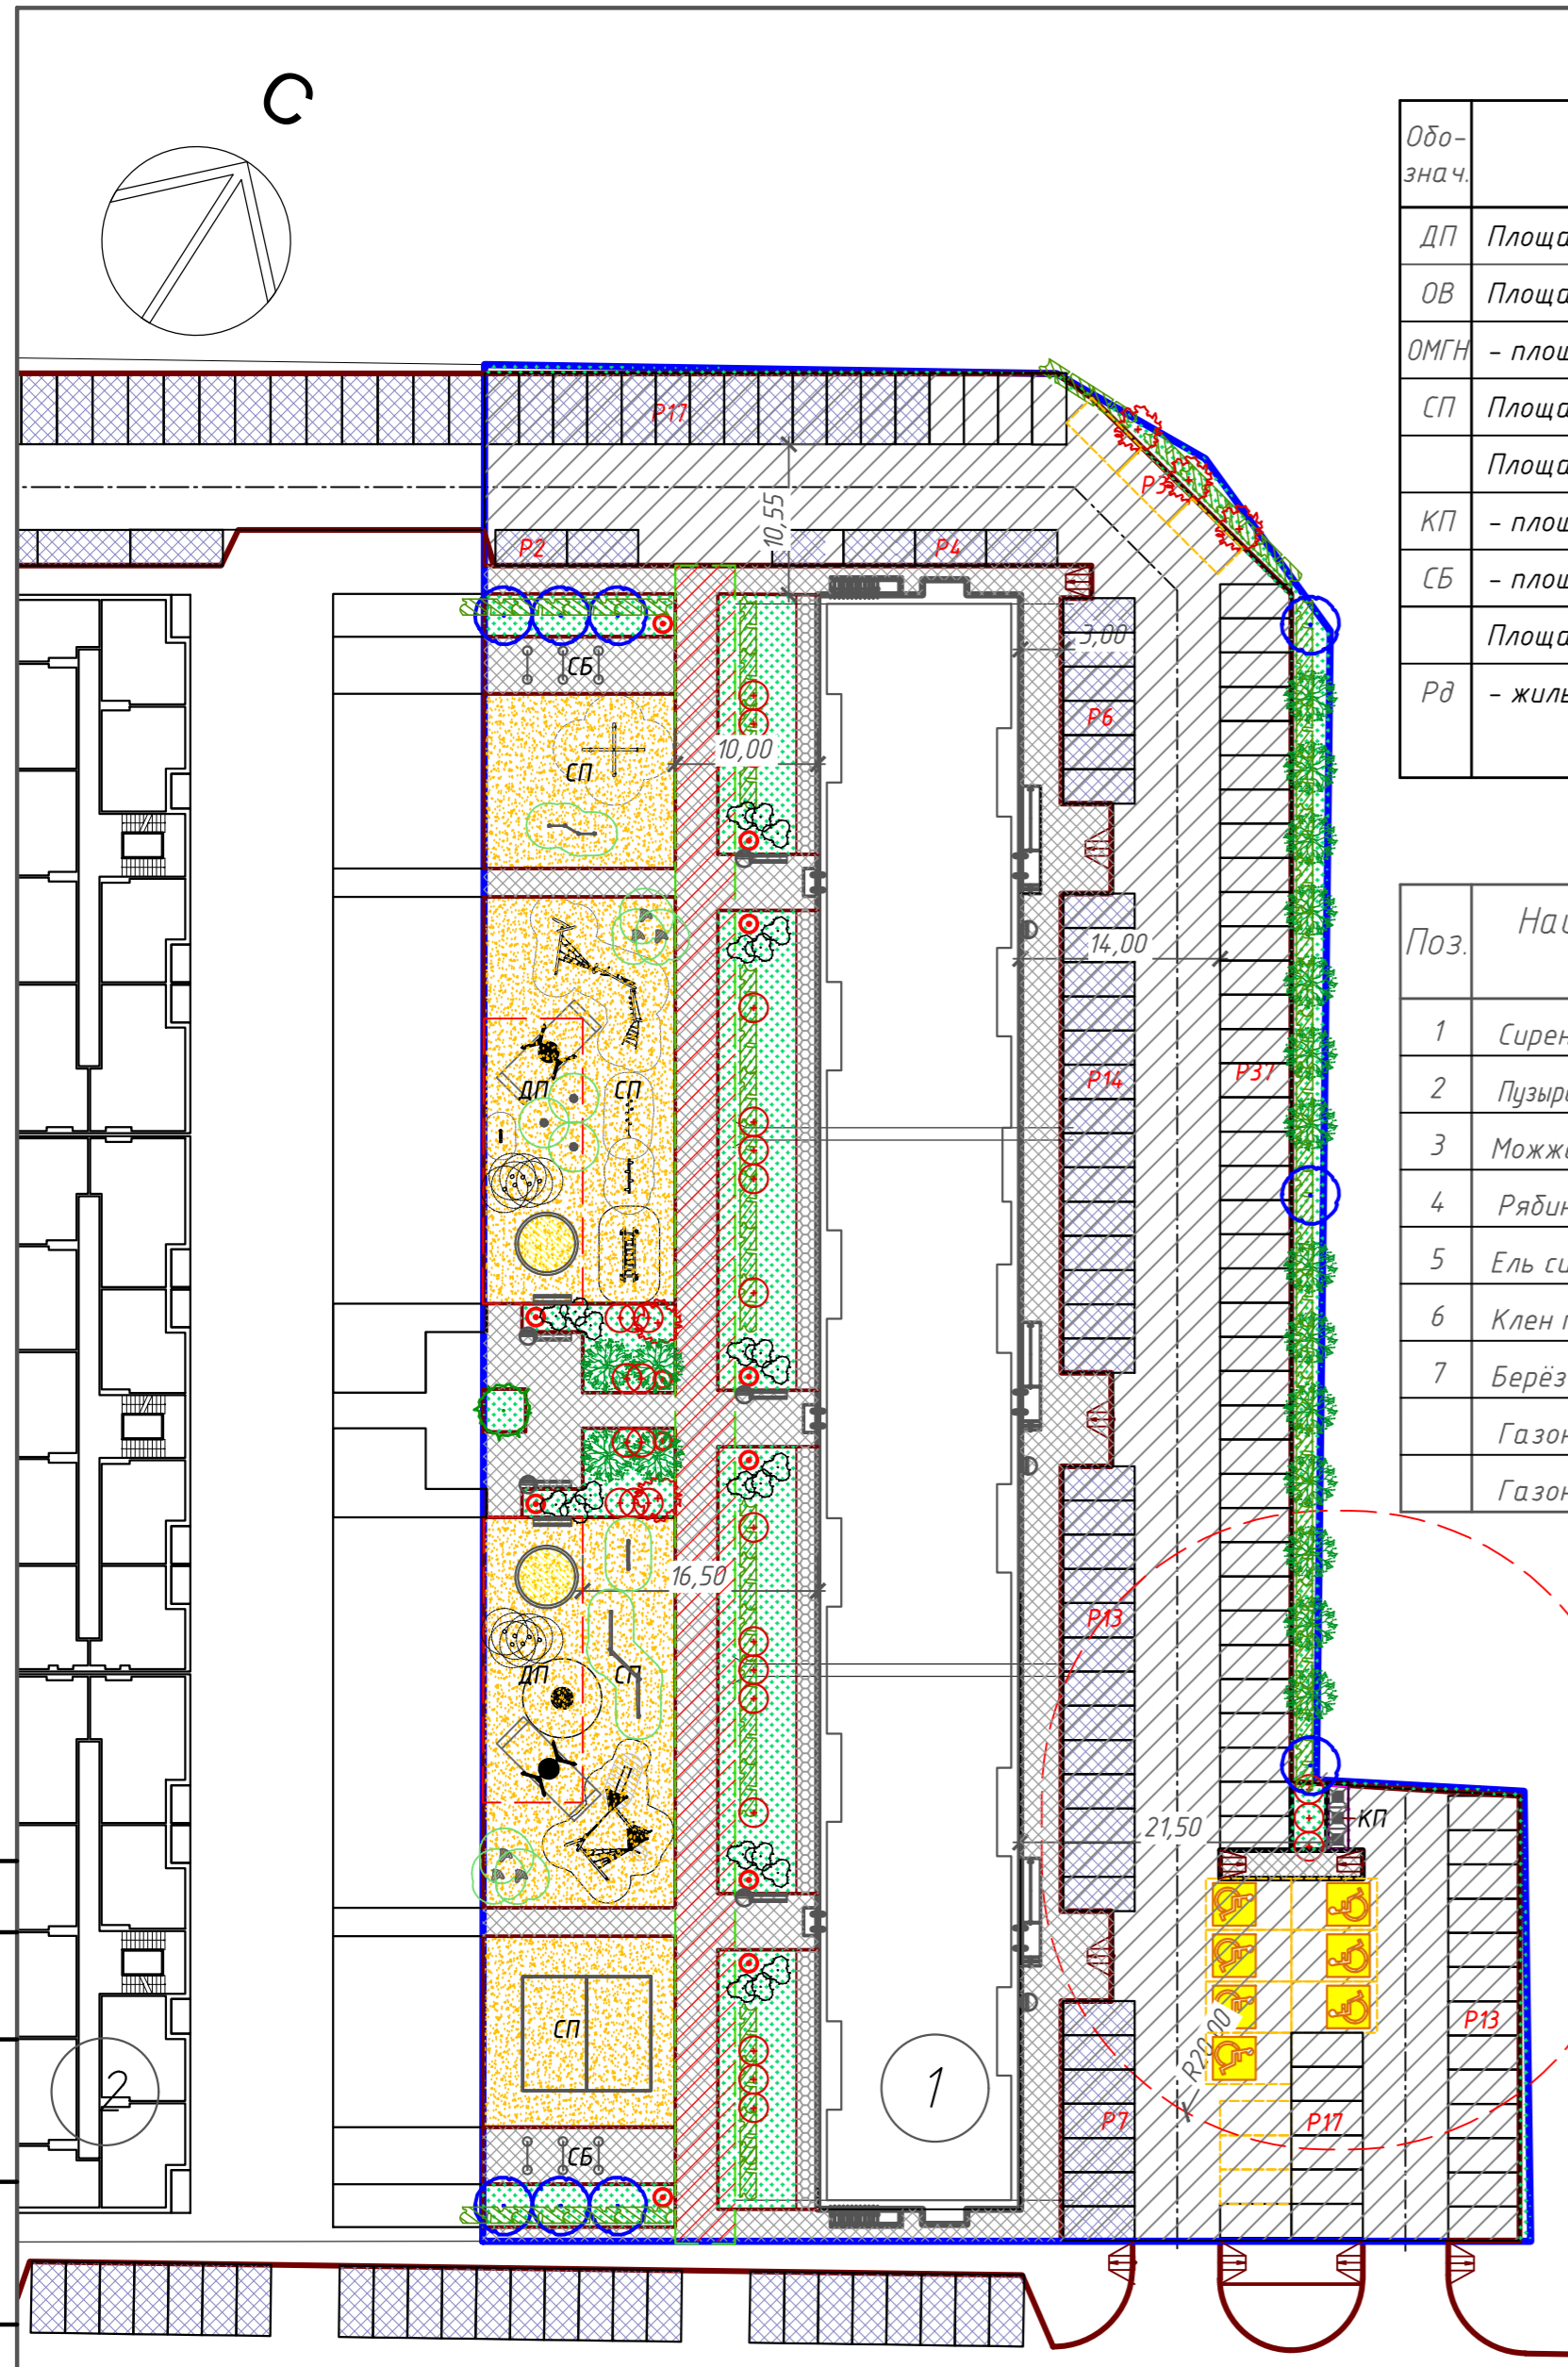 С
Обо-
знач.
ДП Площа
ОВ Площа
ОМГН - площ
СП Площа
Площа
КП - площ
СБ - площ
Площа
Рд - жиль
Р17
10,55
Р3
Р2
Р4
СБ
3,00
Р6
10,00
СП
Поз.
1 Сирен
2 Пузыр
3 Можж
4 Рябин
5 Ель си
6 Клен
7 Берёз
Газон
Газон
14,00
ДП
СП
Р14
Р37
16,50
Р13
ДП
СП
21,50
КП
СП
R20,00
Р13
2
1
Р7
Р17
СБ